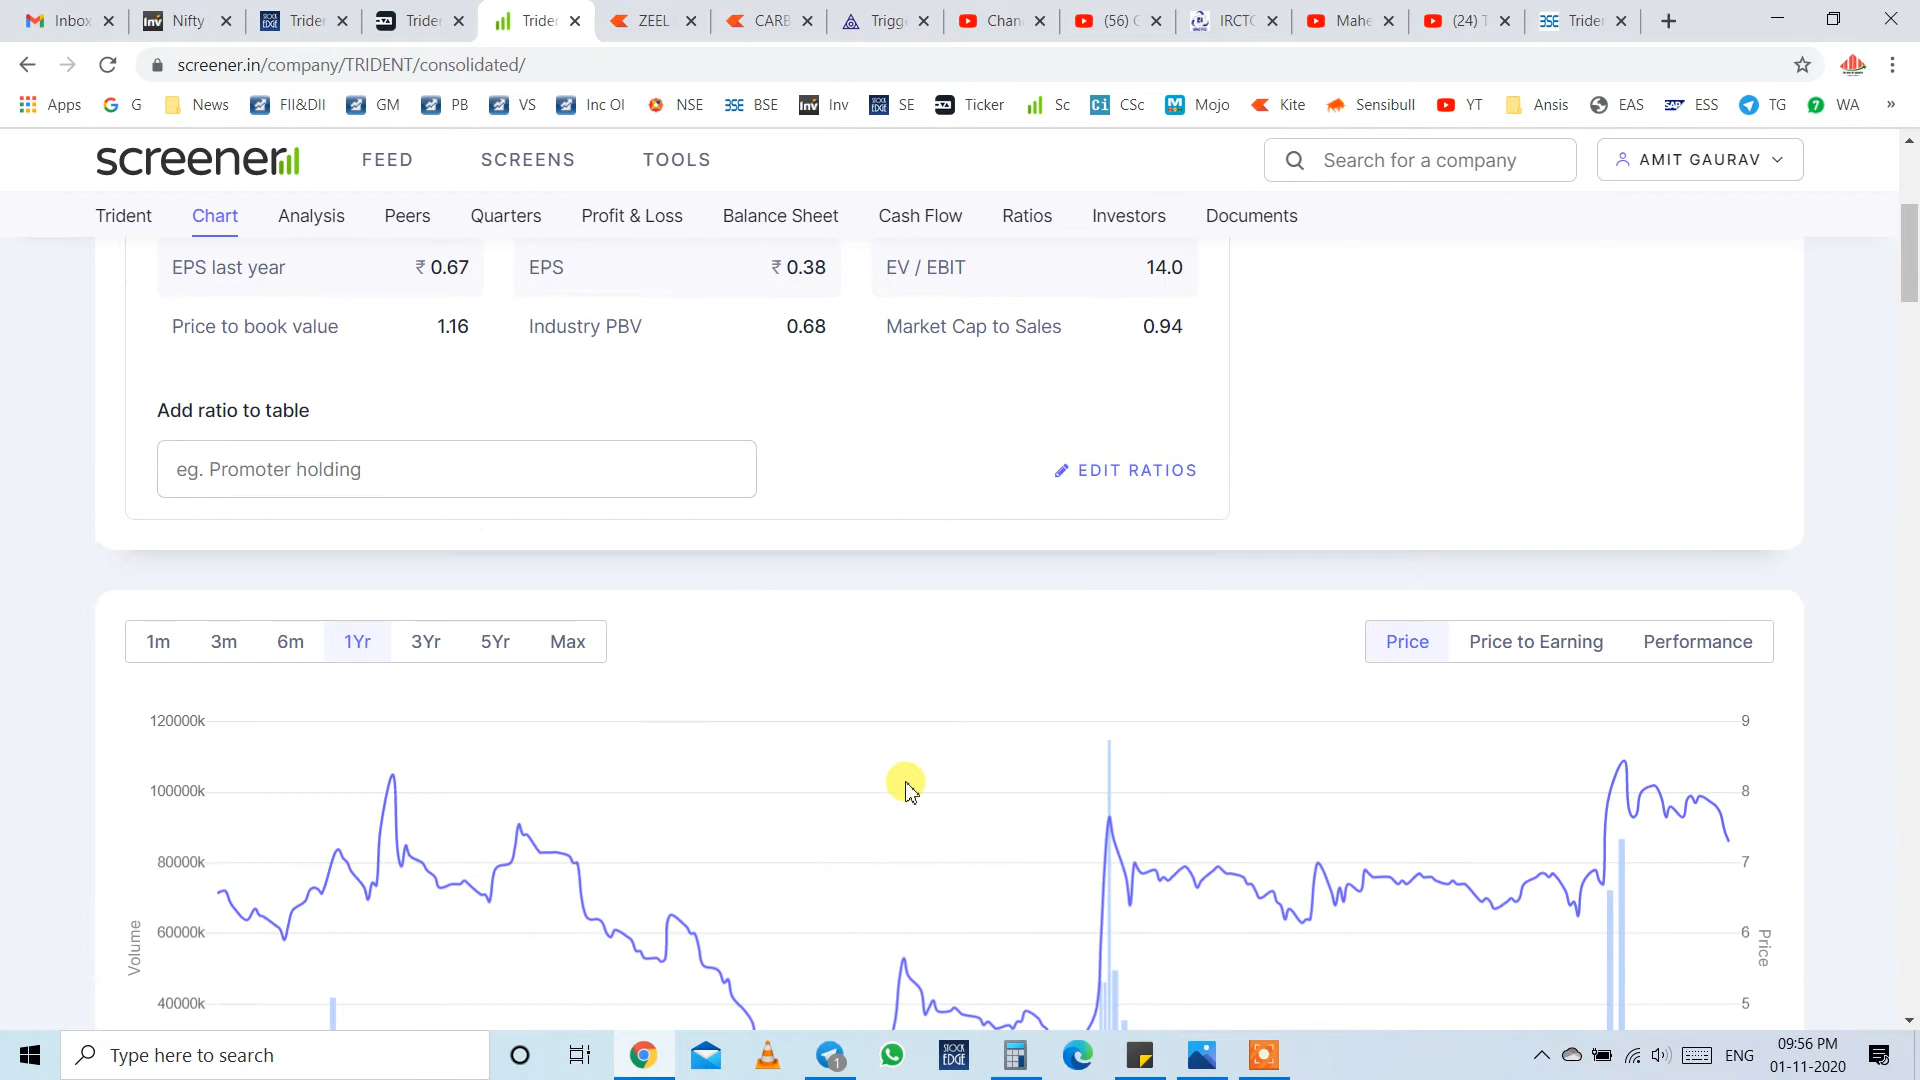 Inbox
Nifty
Trider
Trider
Trider
ZEEL
CARB
Trigg
Chan
(56) C
IRCTC
Mahe
(24) T
Trider
screener.in/company/TRIDENT/consolidated/
Apps G News FII&DII GM PB VS Inc OI NSE BSE Inv SE Ticker Sc CSc Mojo Kite Sensibull YT Ansis EAS ESS TG WA »
screener FEED SCREENS TOOLS Search for a company AMIT GAURAV
Trident Chart Analysis Peers Quarters Profit & Loss Balance Sheet Cash Flow Ratios Investors Documents
EPS last year ₹ 0.67 EPS ₹ 0.38 EV / EBIT 14.0
Price to book value 1.16 Industry PBV 0.68 Market Cap to Sales 0.94
Add ratio to table
eg. Promoter holding EDIT RATIOS
1m 3m 6m 1Yr 3Yr 5Yr Max Price Price to Earning Performance
120000k 9
100000k 8
80000k 7
60000k 6
40000k 5
Volume
Price
Type here to search
STOCK EDGE
1
ENG
09:56 PM
01-11-2020